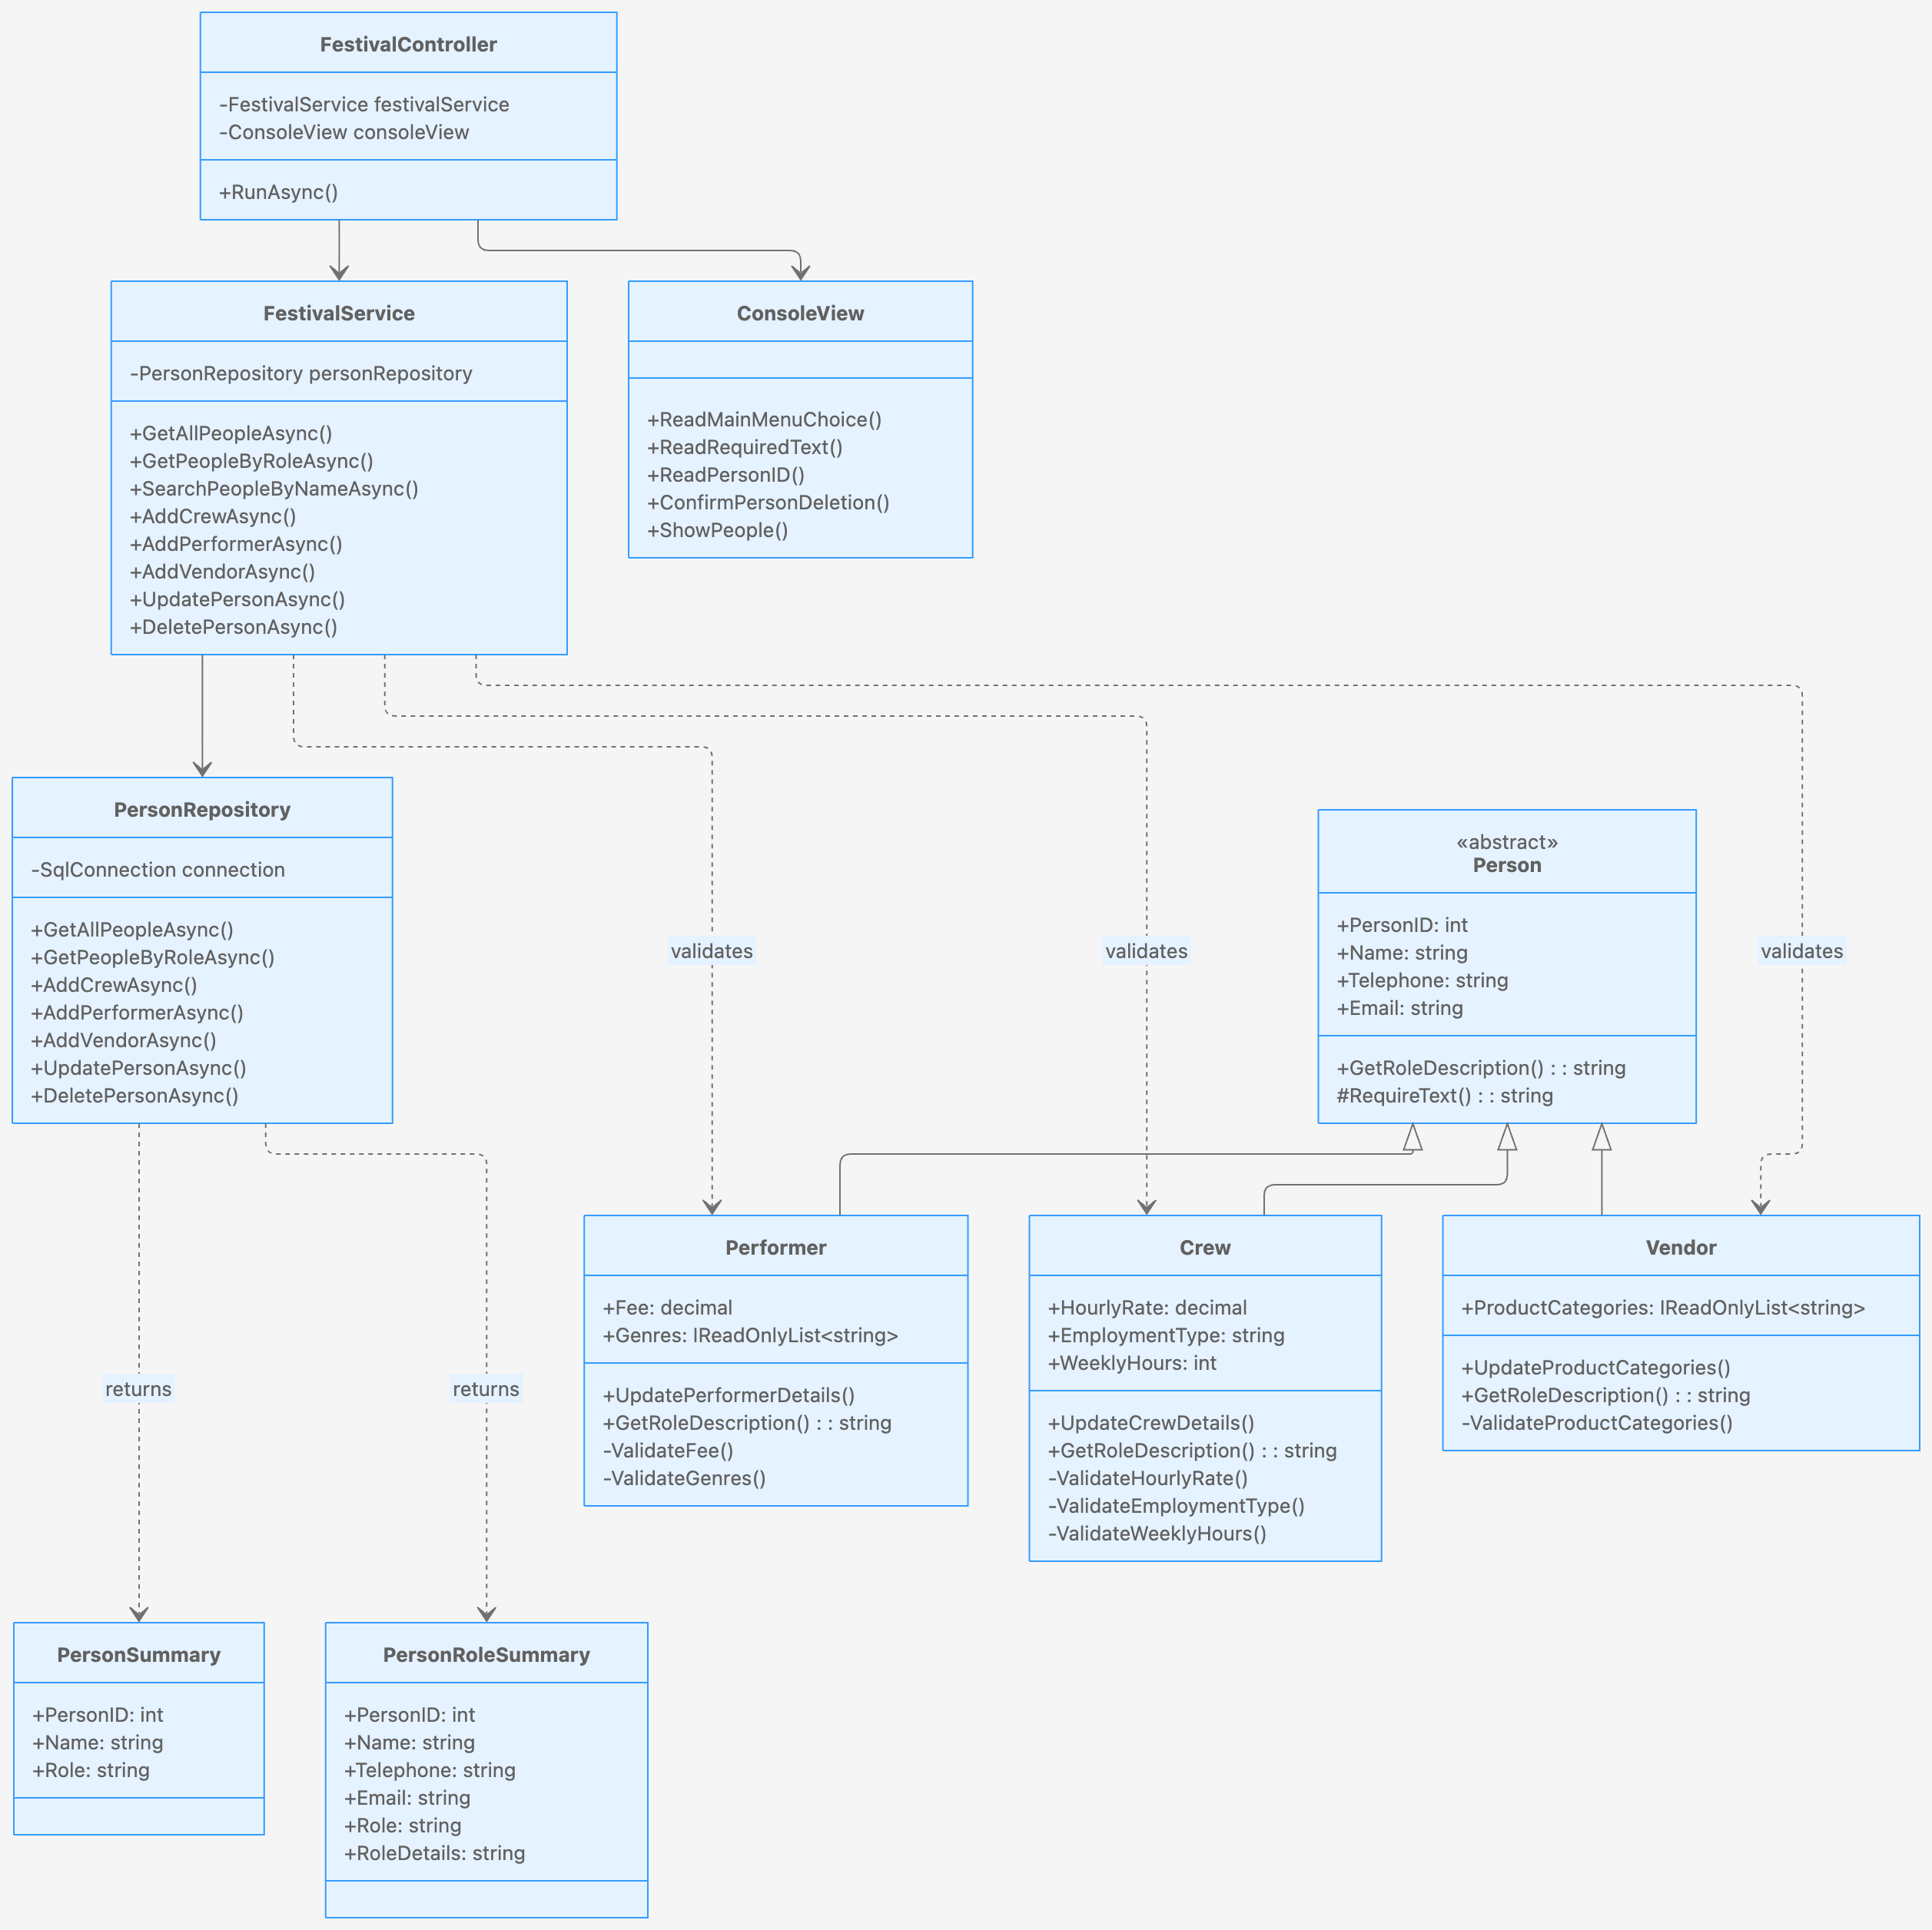 FestivalController
-FestivalService festivalService
-ConsoleView consoleView
+RunAsync()
FestivalService
-PersonRepository personRepository
+GetAllPeopleAsync()
+GetPeopleByRoleAsync()
+SearchPeopleByNameAsync()
+AddCrewAsync()
+AddPerformerAsync()
+AddVendorAsync()
+UpdatePersonAsync()
+DeletePersonAsync()
ConsoleView
+ReadMainMenuChoice()
+ReadRequiredText()
+ReadPersonID()
+ConfirmPersonDeletion()
+ShowPeople()
PersonRepository
-SqlConnection connection
+GetAllPeopleAsync()
+GetPeopleByRoleAsync()
+AddCrewAsync()
+AddPerformerAsync()
+AddVendorAsync()
+UpdatePersonAsync()
+DeletePersonAsync()
validates
validates
validates
«abstract»
Person
+PersonID: int
+Name: string
+Telephone: string
+Email: string
+GetRoleDescription() : : string
#RequireText() : : string
Performer
+Fee: decimal
+Genres: IReadOnlyList<string>
+UpdatePerformerDetails()
+GetRoleDescription() : : string
-ValidateFee()
-ValidateGenres()
Crew
+HourlyRate: decimal
+EmploymentType: string
+WeeklyHours: int
+UpdateCrewDetails()
+GetRoleDescription() : : string
-ValidateHourlyRate()
-ValidateEmploymentType()
-ValidateWeeklyHours()
Vendor
+ProductCategories: IReadOnlyList<string>
+UpdateProductCategories()
+GetRoleDescription() : : string
-ValidateProductCategories()
returns
returns
PersonSummary
+PersonID: int
+Name: string
+Role: string
PersonRoleSummary
+PersonID: int
+Name: string
+Telephone: string
+Email: string
+Role: string
+RoleDetails: string